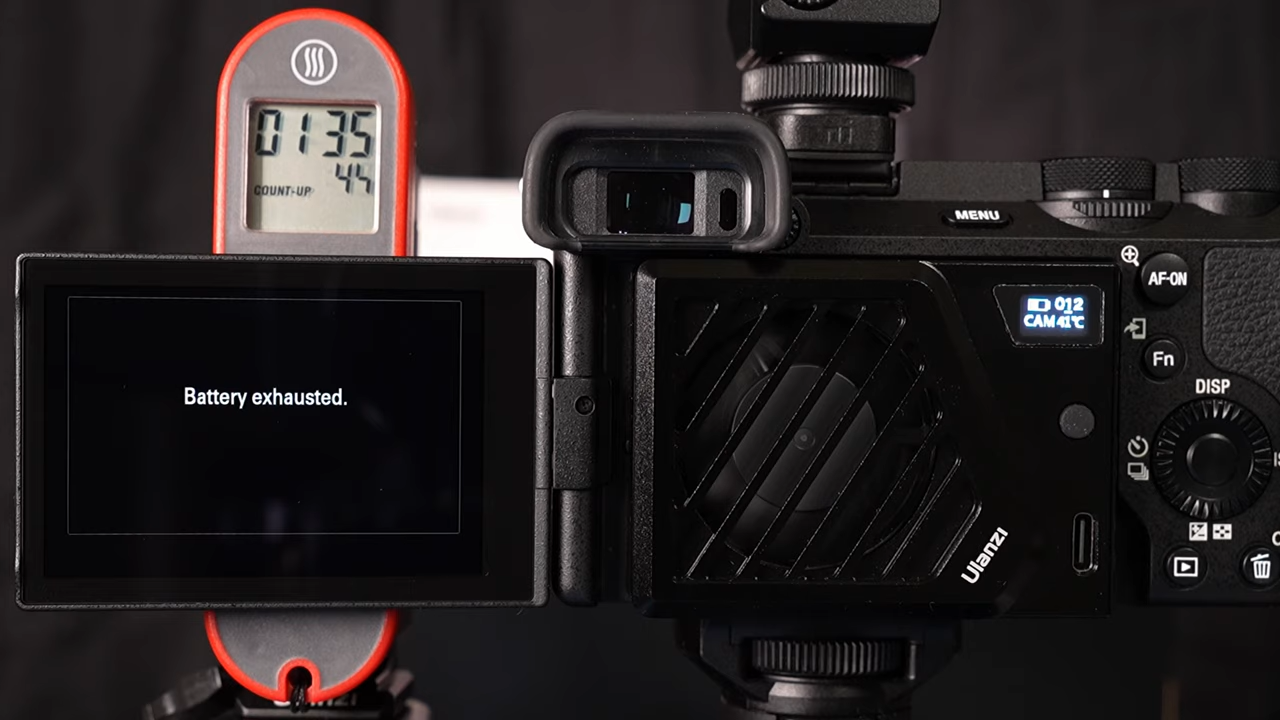 0135
44
COUNT-UP
Battery exhausted.
MENU
AF-ON
012
CAM 41℃
Fn
DISP
Ulanzi